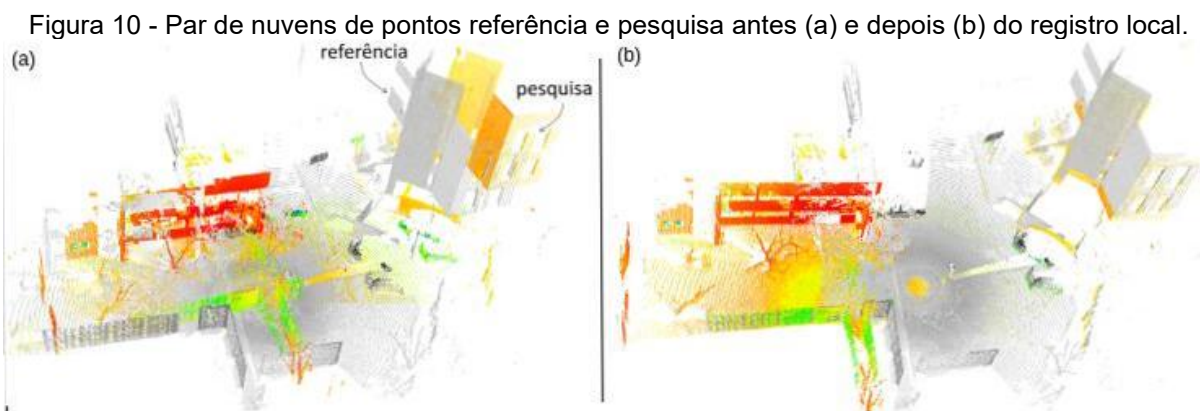 Figura 10 - Par de nuvens de pontos referência e pesquisa antes (a) e depois (b) do registro local.
(a)
referência
pesquisa
(b)